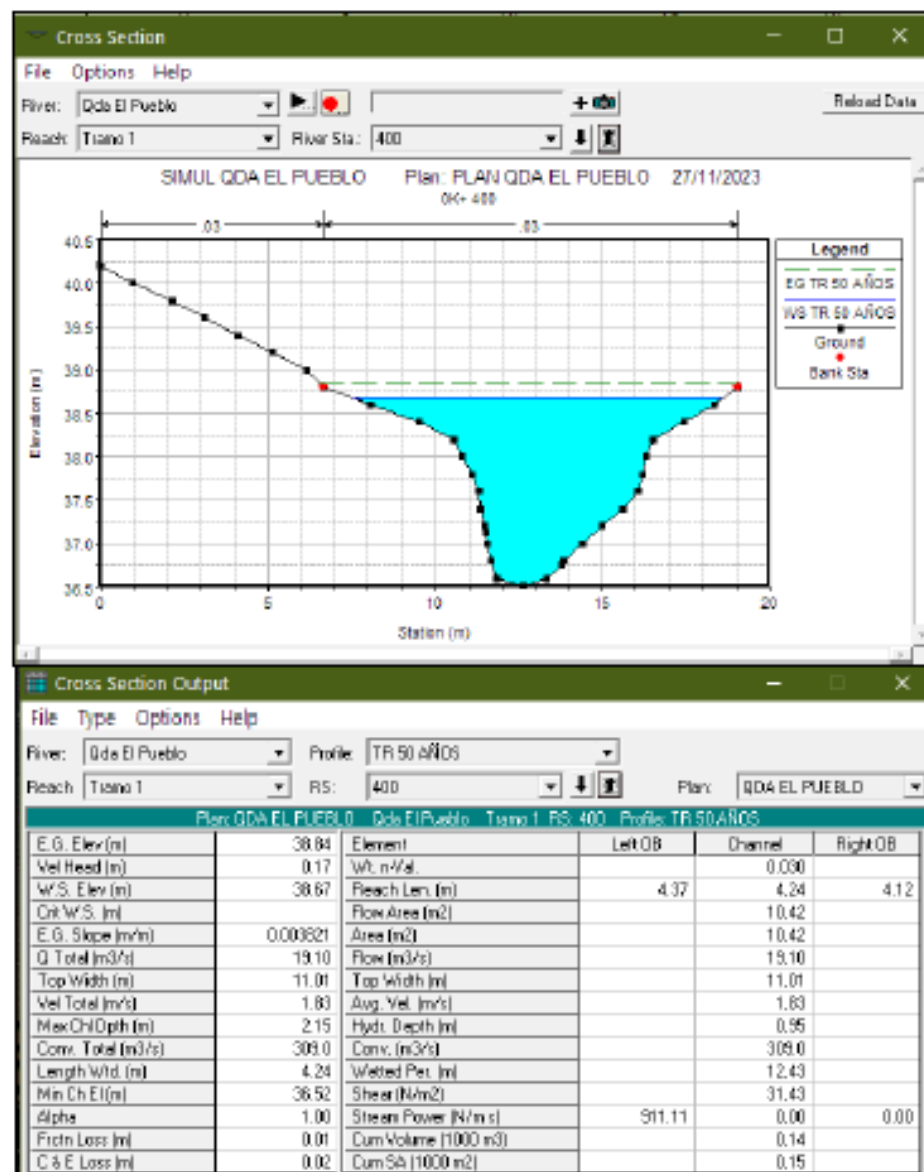 Cross Section
File Options Help
River: Qda El Pueblo Reload Data
Reach: Tramo 1 River Sta.: 400
SIMUL QDA EL PUEBLO Plan: PLAN QDA EL PUEBLO 27/11/2023
0K+ 400
.03 .03
Elevation (m)
40.5
40.0
39.5
39.0
38.5
38.0
37.5
37.0
36.5
0 5 10 15 20
Station (m)
Legend
EG TR 50 AÑOS
WS TR 50 AÑOS
Ground
Bank Sta
Cross Section Output
File Type Options Help
River: Qda El Pueblo Profile: TR 50 AÑOS
Reach Tramo 1 RS: 400 Plan: QDA EL PUEBLO
Plan: QDA EL PUEBLO Qda El Pueblo Tramo 1 RS: 400 Profile: TR 50 AÑOS
E.G. Elev (m) 38.84 Element Left OB Channel Right OB
Vel Head (m) 0.17 Wt. n-Val. 0.030
W.S. Elev (m) 38.67 Reach Len. (m) 4.37 4.24 4.12
Crit W.S. (m) Flow Area (m2) 10.42
E.G. Slope (m/m) 0.003821 Area (m2) 10.42
Q Total (m3/s) 19.10 Flow (m3/s) 19.10
Top Width (m) 11.01 Top Width (m) 11.01
Vel Total (m/s) 1.83 Avg. Vel. (m/s) 1.83
Max Chl Dpth (m) 2.15 Hydr. Depth (m) 0.95
Conv. Total (m3/s) 309.0 Conv. (m3/s) 309.0
Length Wtd. (m) 4.24 Wetted Per. (m) 12.43
Min Ch El (m) 36.52 Shear (N/m2) 31.43
Alpha 1.00 Stream Power (N/m s) 911.11 0.00 0.00
Frctn Loss (m) 0.01 Cum Volume (1000 m3) 0.14
C & E Loss (m) 0.02 Cum SA (1000 m2) 0.15